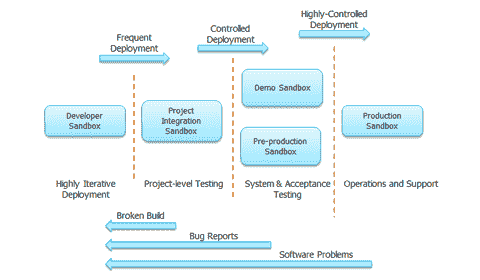 Frequent
Deployment
Controlled
Deployment
Highly-Controlled
Deployment
Developer
Sandbox
Project
Integration
Sandbox
Demo Sandbox
Pre-production
Sandbox
Production
Sandbox
Highly Iterative
Deployment
Project-level Testing
System & Acceptance
Testing
Operations and Support
Broken Build
Bug Reports
Software Problems